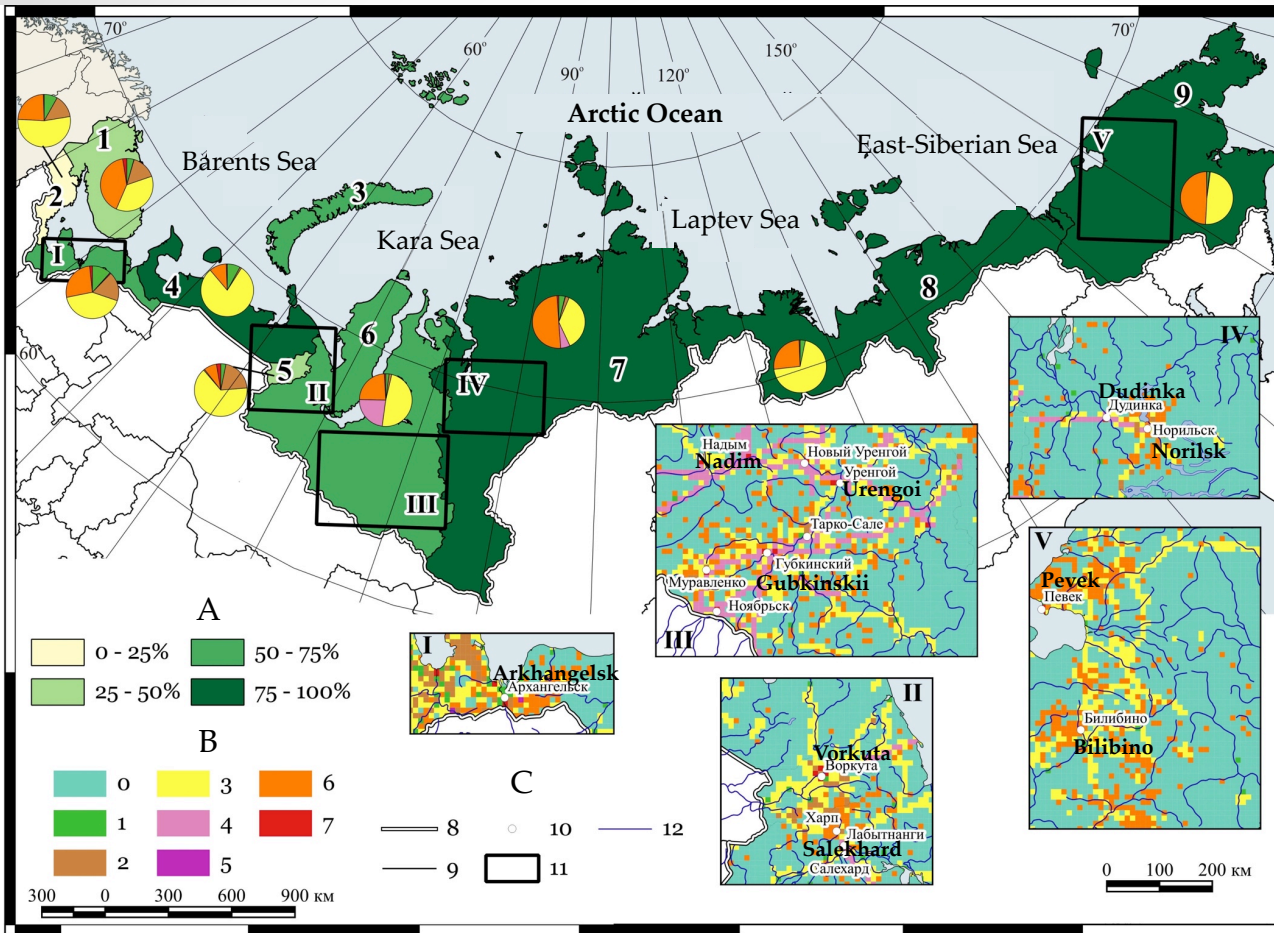 70°
60°
90°
120°
150°
70°
Arctic Ocean
9
1
Barents Sea
East-Siberian Sea
V
2
3
Laptev Sea
Kara Sea
I
4
8
6
60°
5
II
IV
7
III
IV
Dudinka
Дудинка
Норильск
Norilsk
Надым
Nadim
Новый Уренгой
Уренгой
Urengoi
Тарко-Сале
Губкинский
Муравленко
Gubkinskii
Ноябрьск
III
V
Pevek
Певек
Билибино
Bilibino
A
0 - 25%
50 - 75%
25 - 50%
75 - 100%
I
Arkhangelsk
Архангельск
II
Vorkuta
Воркута
Харп
Лабытнанги
Salekhard
Салехард
B
0
3
6
1
4
7
2
5
C
8
10
12
9
11
300 0 300 600 900 км
0 100 200 км